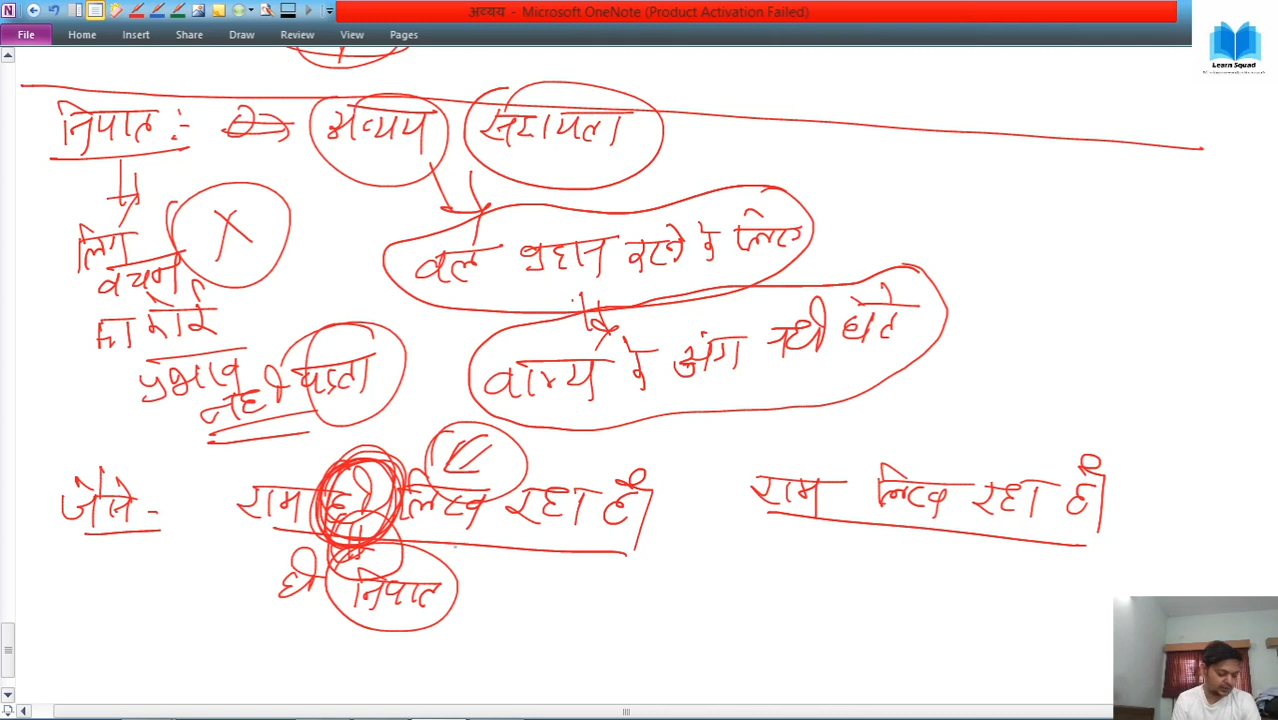 अव्यय - Microsoft OneNote (Product Activation Failed)
File Home Insert Share Draw Review View Pages
Learn Squad
निपात :- अव्यय सहायता
लिंग
वचन
का कोई
प्रभाव
नही पड़ता
बल प्रदान करने के लिए
वाक्य के अंग नही होते
जैसे - राम ही लिख रहा है। राम लिख रहा है।
ही निपात